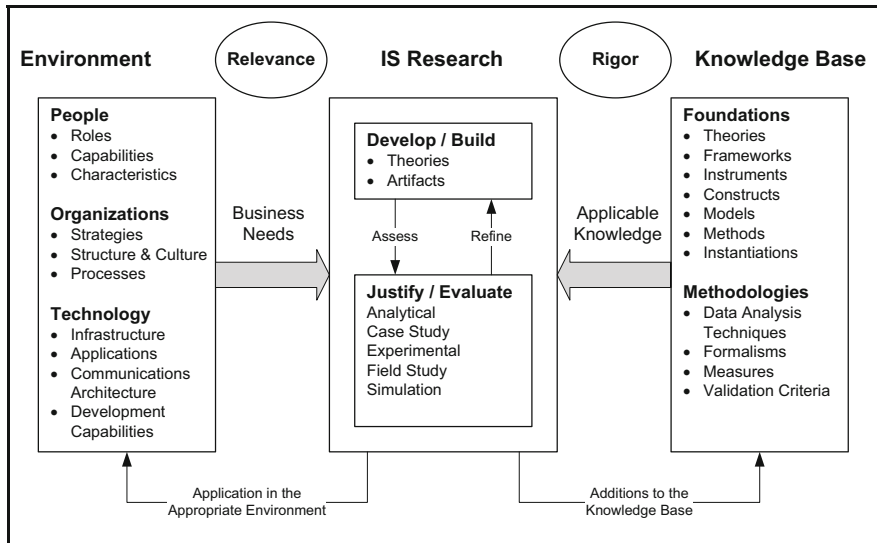 Environment
Relevance
IS Research
Rigor
Knowledge Base
People
• Roles
• Capabilities
• Characteristics
Organizations
• Strategies
• Structure & Culture
• Processes
Technology
• Infrastructure
• Applications
• Communications
Architecture
• Development
Capabilities
Business
Needs
Develop / Build
• Theories
• Artifacts
Assess
Refine
Justify / Evaluate
Analytical
Case Study
Experimental
Field Study
Simulation
Applicable
Knowledge
Foundations
• Theories
• Frameworks
• Instruments
• Constructs
• Models
• Methods
• Instantiations
Methodologies
• Data Analysis
Techniques
• Formalisms
• Measures
• Validation Criteria
Application in the
Appropriate Environment
Additions to the
Knowledge Base